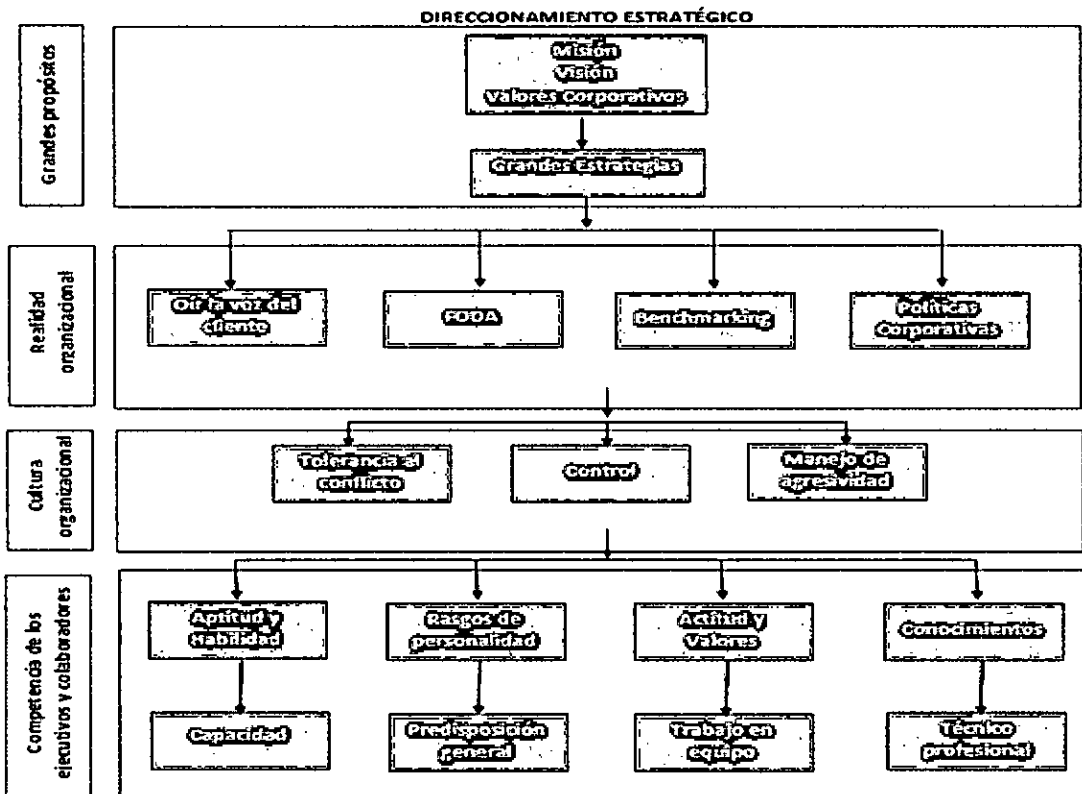 DIRECCIONAMIENTO ESTRATÉGICO
Grandes propósitos
Misión
Visión
Valores Corporativos
Grandes Estrategias
Realidad
organizacional
Oír la voz del
cliente
FODA
Benchmarking
Políticas
Corporativas
Cultura
organizacional
Tolerancia al
conflicto
Control
Manejo de
agresividad
Competencia de los
ejecutivos y colaboradores
Aptitud y
Habilidad
Rasgos de
personalidad
Actitud y
Valores
Conocimientos
Capacidad
Predisposición
general
Trabajo en
equipo
Técnico
profesional